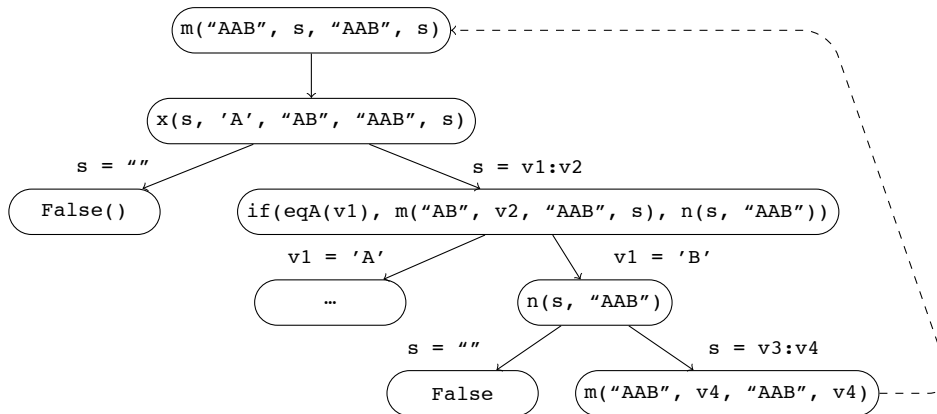 m(“AAB”, s, “AAB”, s)
x(s, ’A’, “AB”, “AAB”, s)
s = “”
s = v1:v2
False()
if(eqA(v1), m(“AB”, v2, “AAB”, s), n(s, “AAB”))
v1 = ’A’
v1 = ’B’
…
n(s, “AAB”)
s = “”
s = v3:v4
False
m(“AAB”, v4, “AAB”, v4)